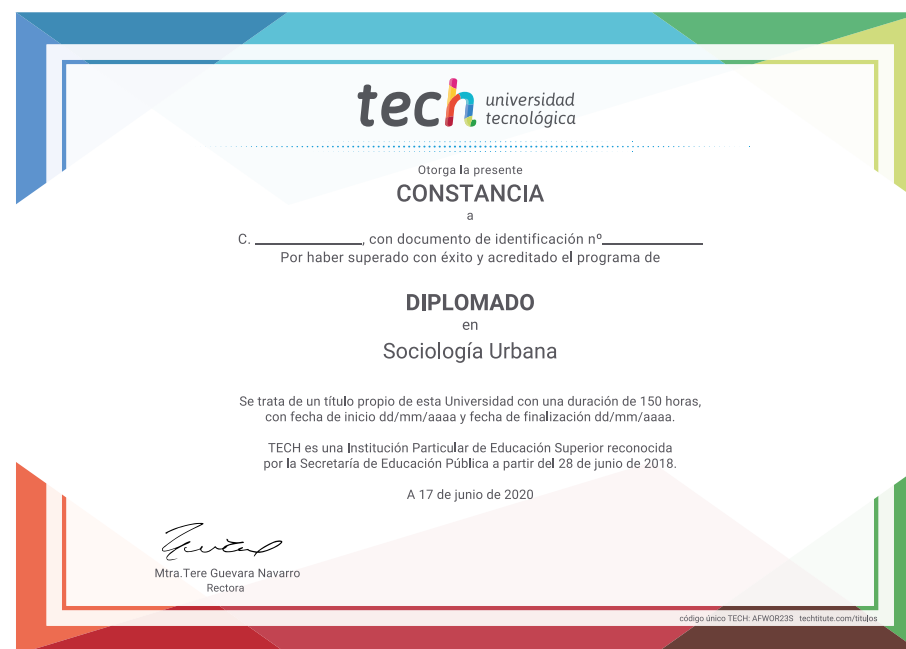 tech universidad
tecnológica
Otorga la presente
CONSTANCIA
a
C. ______________, con documento de identificación nº______________
Por haber superado con éxito y acreditado el programa de
DIPLOMADO
en
Sociología Urbana
Se trata de un título propio de esta Universidad con una duración de 150 horas,
con fecha de inicio dd/mm/aaaa y fecha de finalización dd/mm/aaaa.
TECH es una Institución Particular de Educación Superior reconocida
por la Secretaría de Educación Pública a partir del 28 de junio de 2018.
A 17 de junio de 2020
Mtra.Tere Guevara Navarro
Rectora
código único TECH: AFWOR23S techtitute.com/titulos